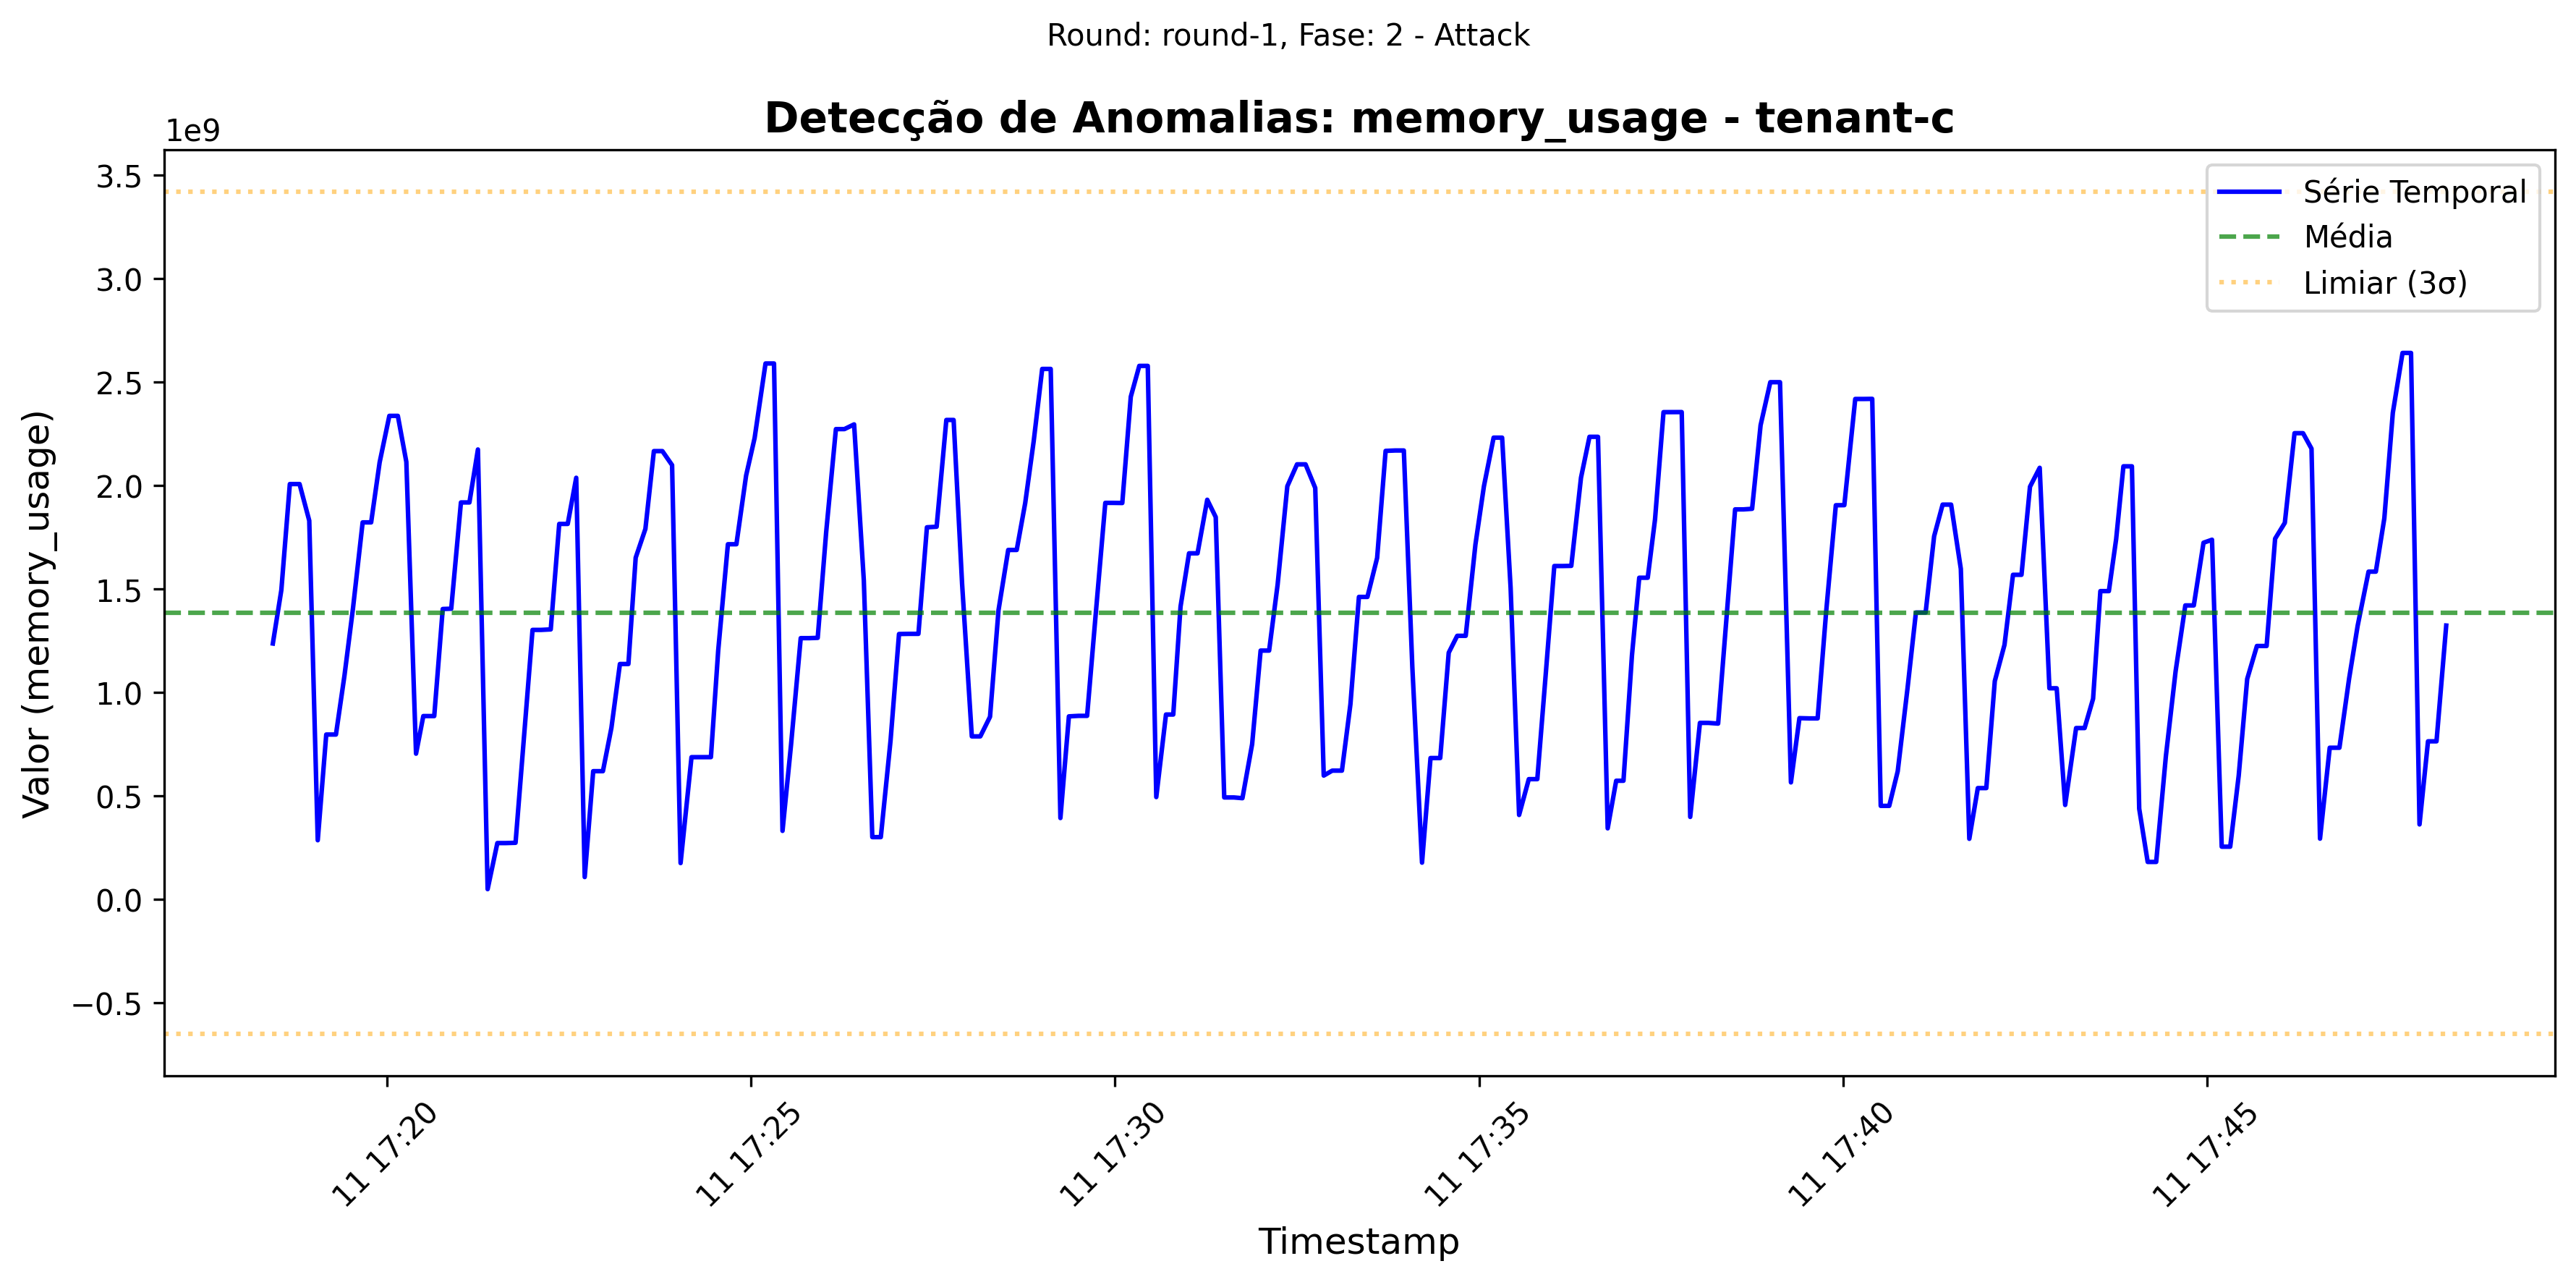 Round: round-1, Fase: 2 - Attack
Detecção de Anomalias: memory_usage - tenant-c
1e9
3.5
3.0
2.5
2.0
1.5
1.0
0.5
0.0
−0.5
Valor (memory_usage)
Série Temporal
Média
Limiar (3σ)
11 17:20
11 17:25
11 17:30
11 17:35
11 17:40
11 17:45
Timestamp